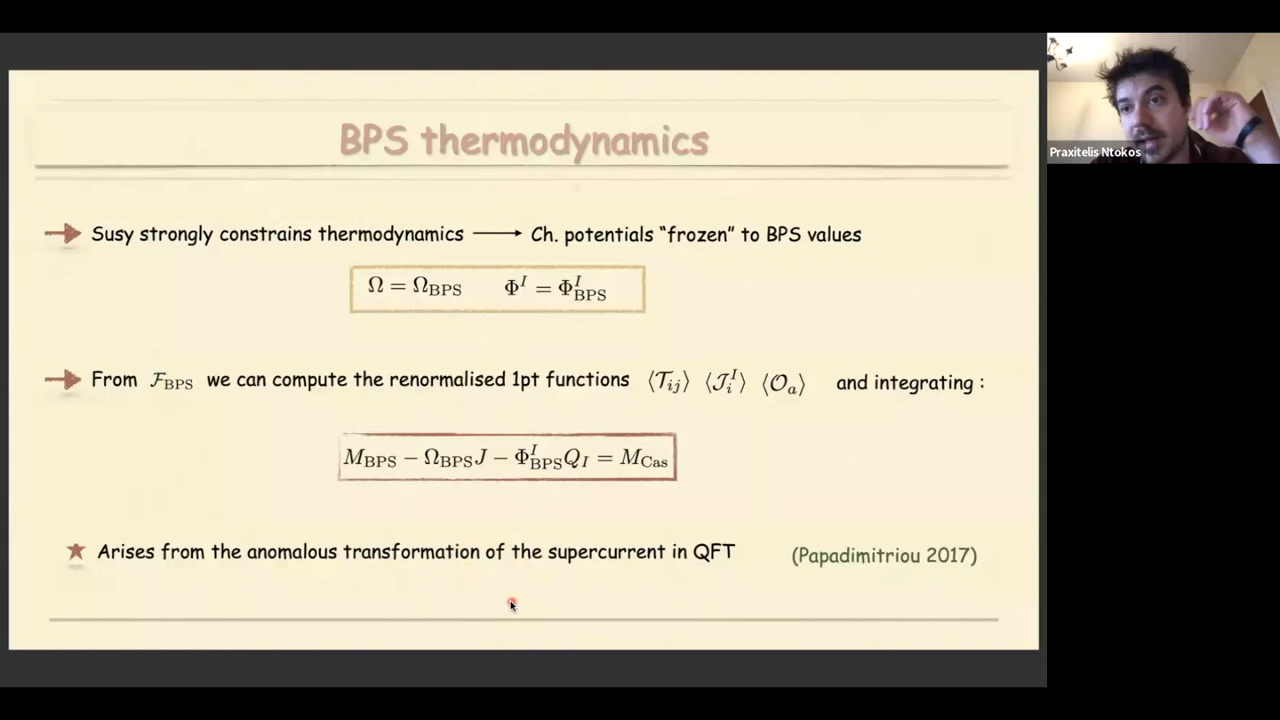 BPS thermodynamics
Susy strongly constrains thermodynamics ⟶ Ch. potentials “frozen” to BPS values
Ω = Ω_BPS Φ^I = Φ^I_BPS
From ℱ_BPS we can compute the renormalised 1pt functions ⟨𝒯_ij⟩ ⟨𝒥^I_i⟩ ⟨𝒪_a⟩ and integrating :
M_BPS − Ω_BPS J − Φ^I_BPS Q_I = M_Cas
Arises from the anomalous transformation of the supercurrent in QFT (Papadimitriou 2017)
Praxitelis Ntokos